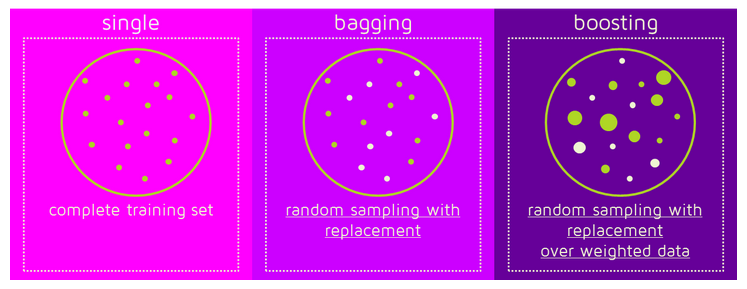 single
complete training set
bagging
random sampling with
replacement
boosting
random sampling with
replacement
over weighted data